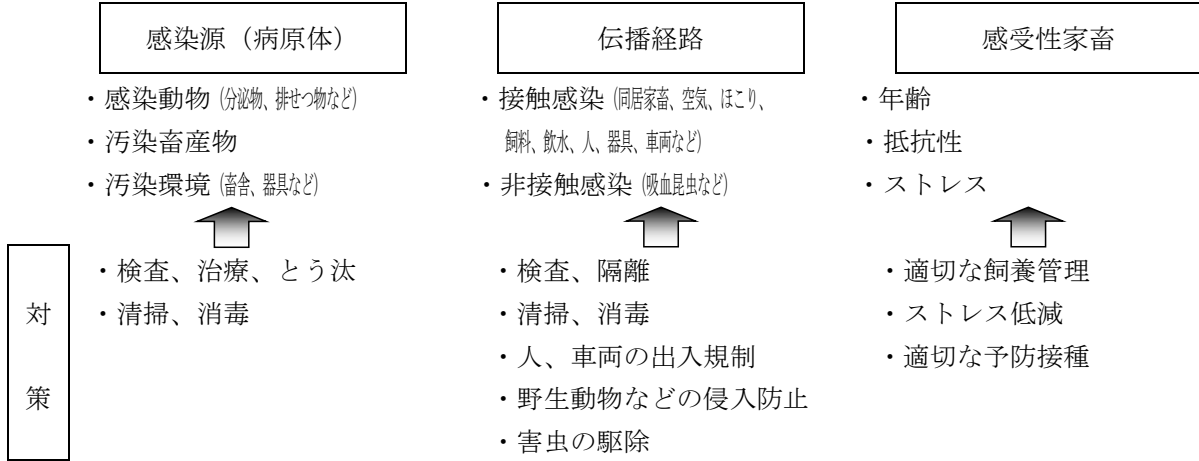 感染源（病原体）
・感染動物（分泌物、排せつ物など）
・汚染畜産物
・汚染環境（畜舎、器具など）
伝播経路
・接触感染（同居家畜、空気、ほこり、
飼料、飲水、人、器具、車両など）
・非接触感染（吸血昆虫など）
感受性家畜
・年齢
・抵抗性
・ストレス
対策
・検査、治療、とう汰
・清掃、消毒
・検査、隔離
・清掃、消毒
・人、車両の出入規制
・野生動物などの侵入防止
・害虫の駆除
・適切な飼養管理
・ストレス低減
・適切な予防接種